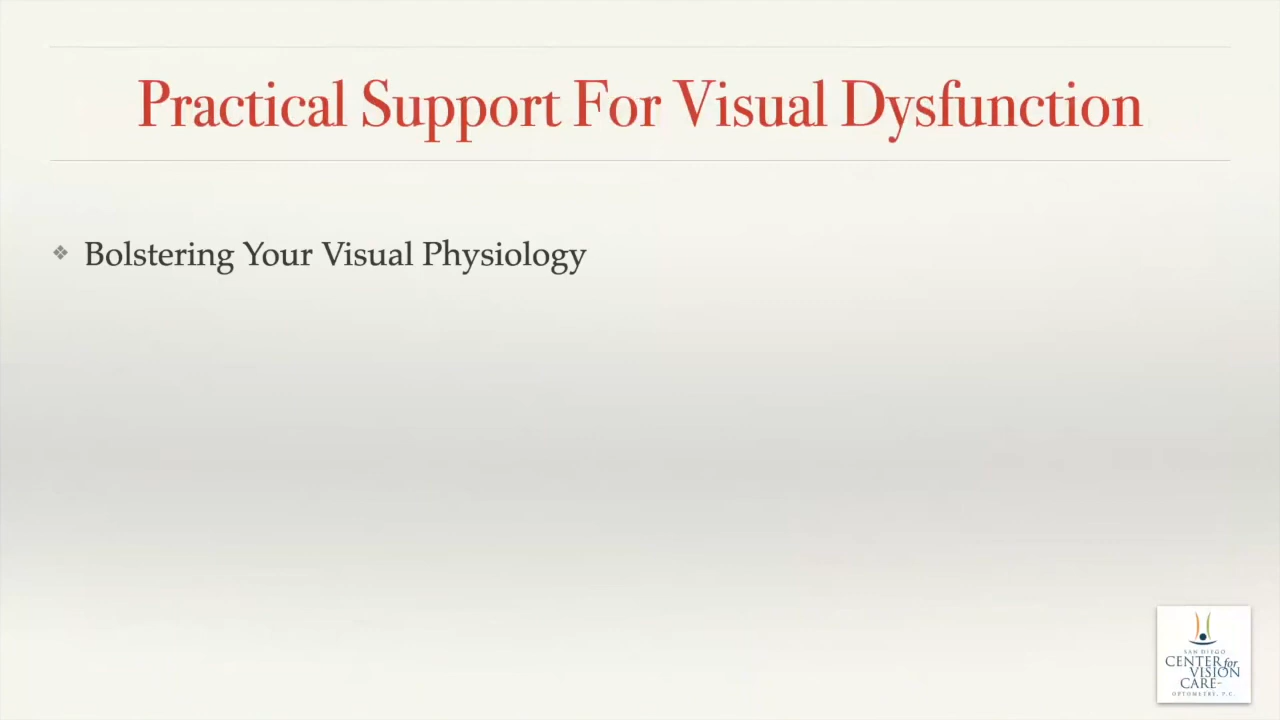 Practical Support For Visual Dysfunction
❖ Bolstering Your Visual Physiology
SAN DIEGO
CENTER for
VISION
CARE
OPTOMETRY, P.C.